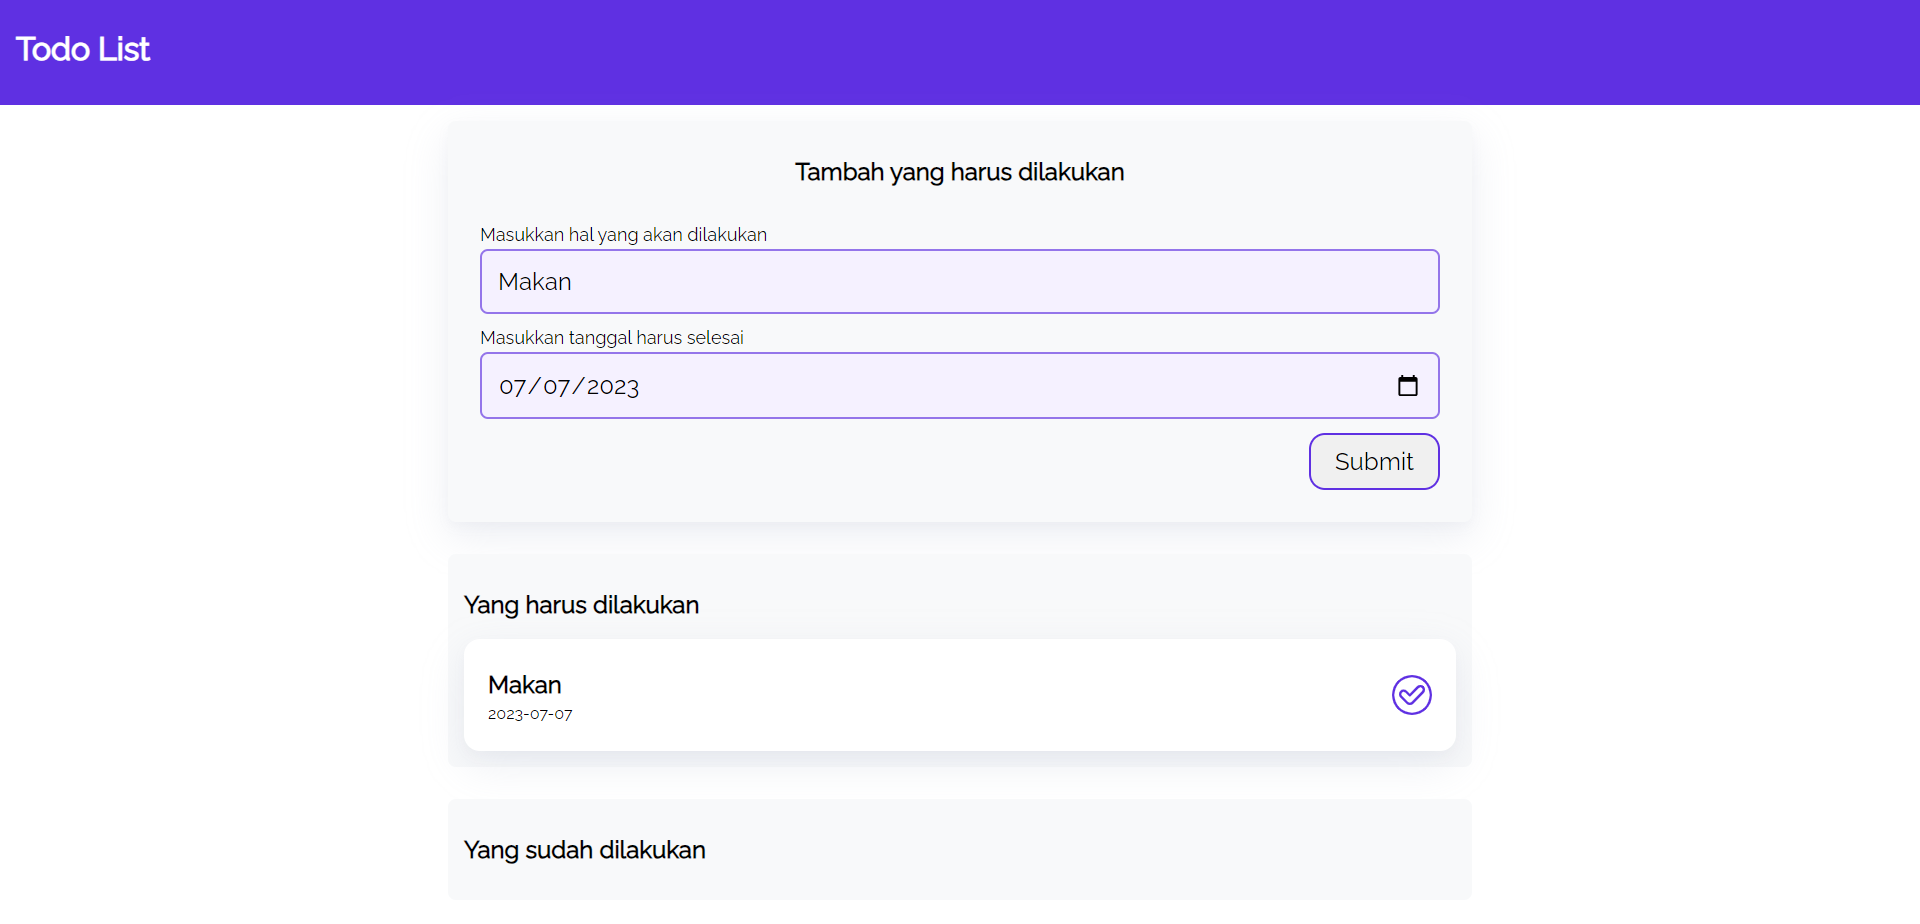 Todo List
Tambah yang harus dilakukan
Masukkan hal yang akan dilakukan
Makan
Masukkan tanggal harus selesai
07/07/2023
Submit
Yang harus dilakukan
Makan
2023-07-07
Yang sudah dilakukan